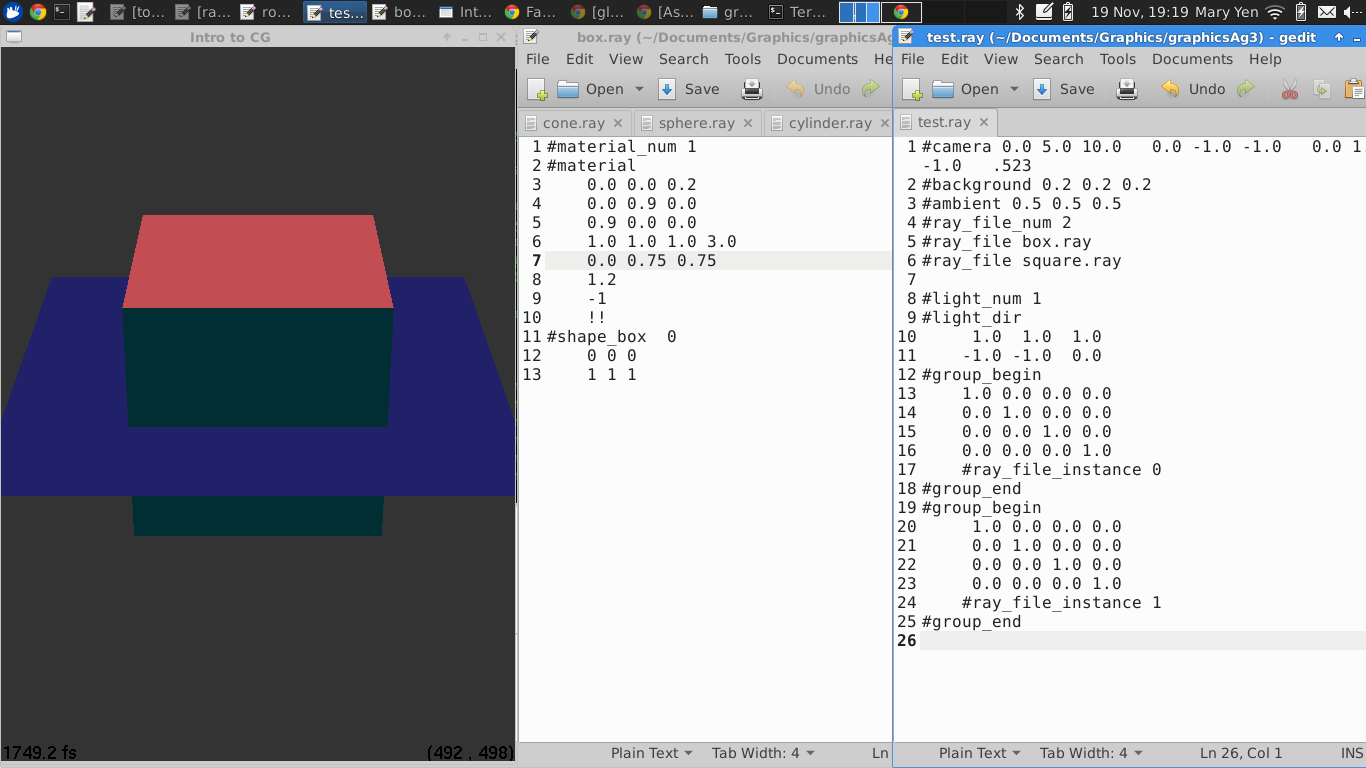 [to...
[ra...
ro...
tes...
bo...
Int...
Fa...
[gl...
[As...
gr...
Ter...
19 Nov, 19:19 Mary Yen
Intro to CG
1749.2 fs
(492 , 498)
box.ray (~/Documents/Graphics/graphicsAg
File Edit View Search Tools Documents He
Open Save Undo
cone.ray sphere.ray cylinder.ray
1 #material_num 1
2 #material
3 0.0 0.0 0.2
4 0.0 0.9 0.0
5 0.9 0.0 0.0
6 1.0 1.0 1.0 3.0
7 0.0 0.75 0.75
8 1.2
9 -1
10 !!
11 #shape_box 0
12 0 0 0
13 1 1 1
Plain Text Tab Width: 4 Ln
test.ray (~/Documents/Graphics/graphicsAg3) - gedit
File Edit View Search Tools Documents Help
Open Save Undo
test.ray
1 #camera 0.0 5.0 10.0 0.0 -1.0 -1.0 0.0 1.
-1.0 .523
2 #background 0.2 0.2 0.2
3 #ambient 0.5 0.5 0.5
4 #ray_file_num 2
5 #ray_file box.ray
6 #ray_file square.ray
7
8 #light_num 1
9 #light_dir
10 1.0 1.0 1.0
11 -1.0 -1.0 0.0
12 #group_begin
13 1.0 0.0 0.0 0.0
14 0.0 1.0 0.0 0.0
15 0.0 0.0 1.0 0.0
16 0.0 0.0 0.0 1.0
17 #ray_file_instance 0
18 #group_end
19 #group_begin
20 1.0 0.0 0.0 0.0
21 0.0 1.0 0.0 0.0
22 0.0 0.0 1.0 0.0
23 0.0 0.0 0.0 1.0
24 #ray_file_instance 1
25 #group_end
26
Plain Text Tab Width: 4 Ln 26, Col 1 INS